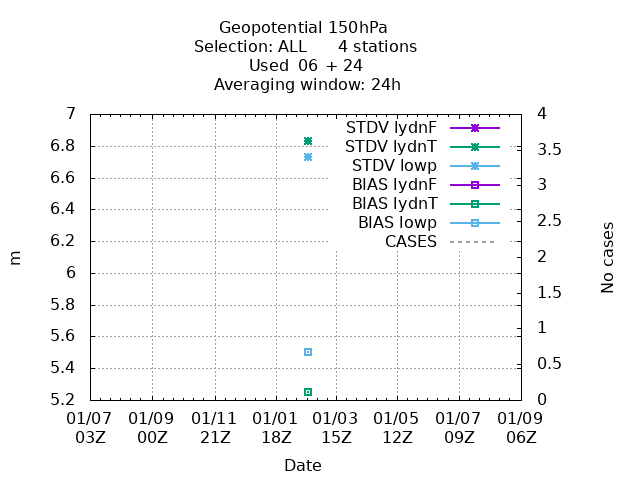 Geopotential 150hPa
Selection: ALL      4 stations
Used  06 + 24
Averaging window: 24h
7
6.8
6.6
6.4
6.2
6
5.8
5.6
5.4
5.2
m
STDV lydnF
STDV lydnT
STDV lowp
BIAS lydnF
BIAS lydnT
BIAS lowp
CASES
4
3.5
3
2.5
2
1.5
1
0.5
0
No cases
01/07 01/09 01/11 01/01 01/03 01/05 01/07 01/09
03Z 00Z 21Z 18Z 15Z 12Z 09Z 06Z
Date